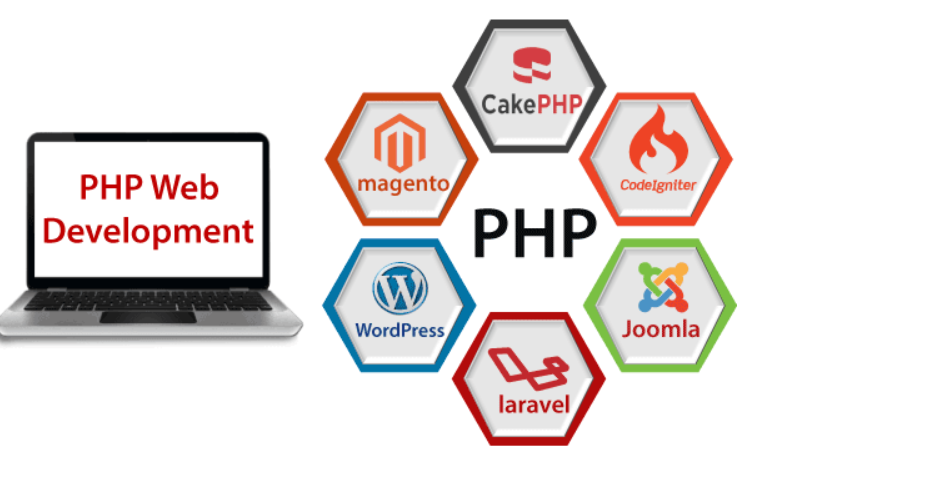 PHP Web
Development
CakePHP
magento
CodeIgniter
PHP
WordPress
Joomla
laravel